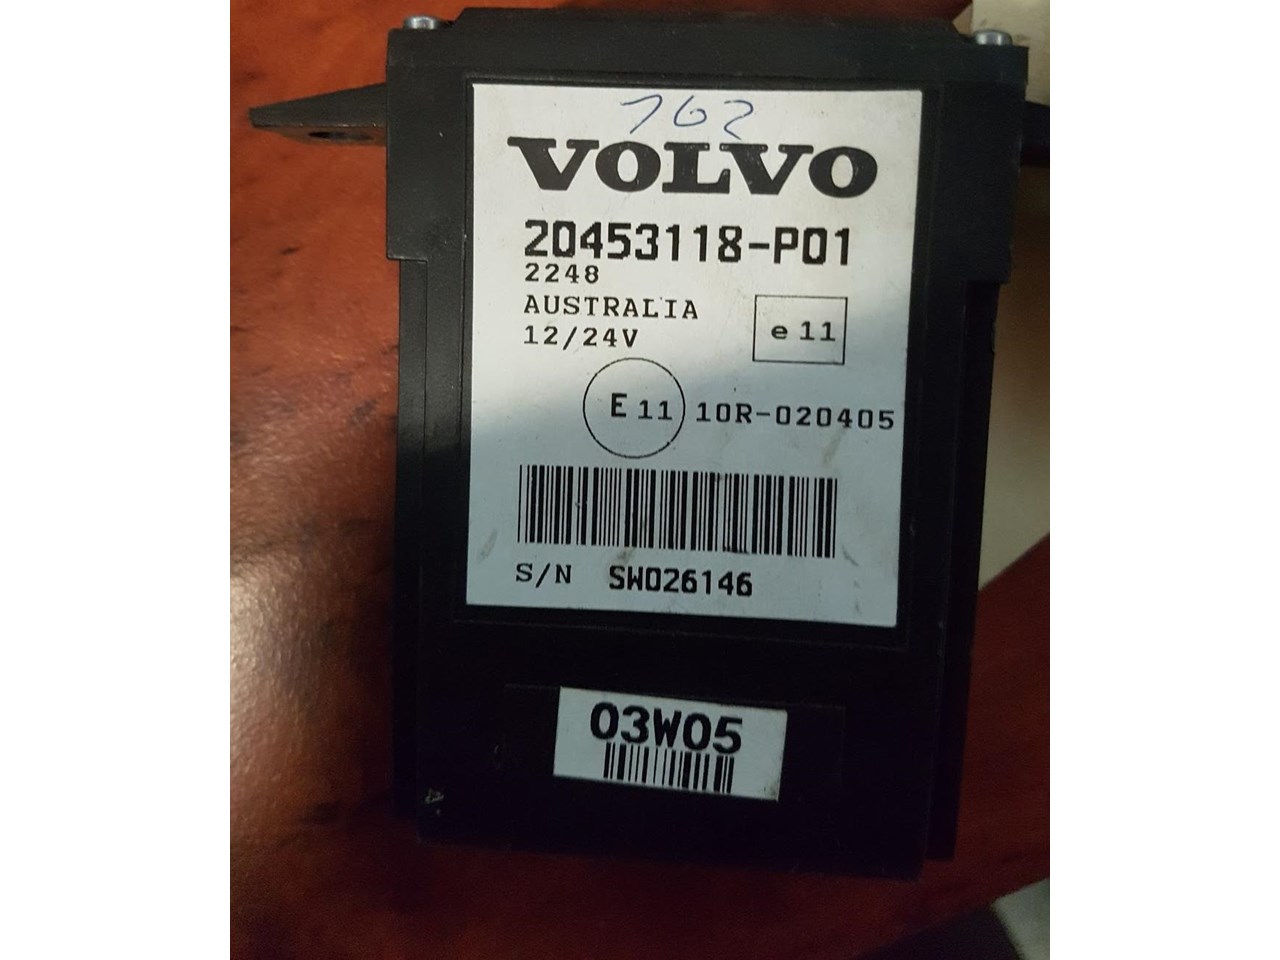 762
VOLVO
20453118-P01
2248
AUSTRALIA
12/24V
e 11
E 11 10R-020405
S/N SW026146
03W05